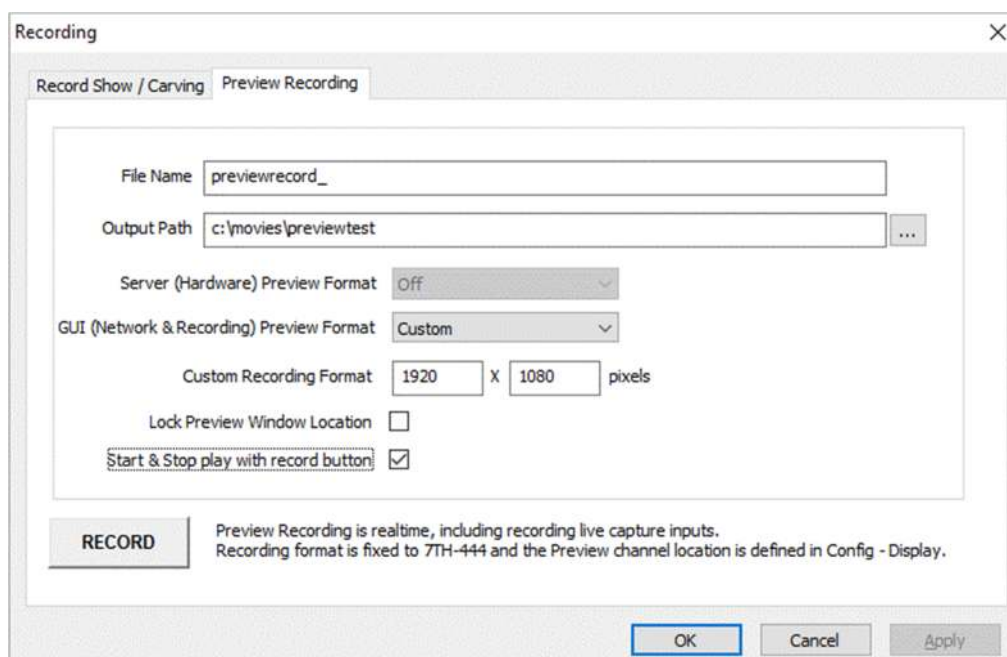 Recording
Record Show / Carving Preview Recording
File Name previewrecord_
Output Path c:\movies\previewtest ...
Server (Hardware) Preview Format Off
GUI (Network & Recording) Preview Format Custom
Custom Recording Format 1920 X 1080 pixels
Lock Preview Window Location
Start & Stop play with record button
RECORD
Preview Recording is realtime, including recording live capture inputs.
Recording format is fixed to 7TH-444 and the Preview channel location is defined in Config - Display.
OK Cancel Apply